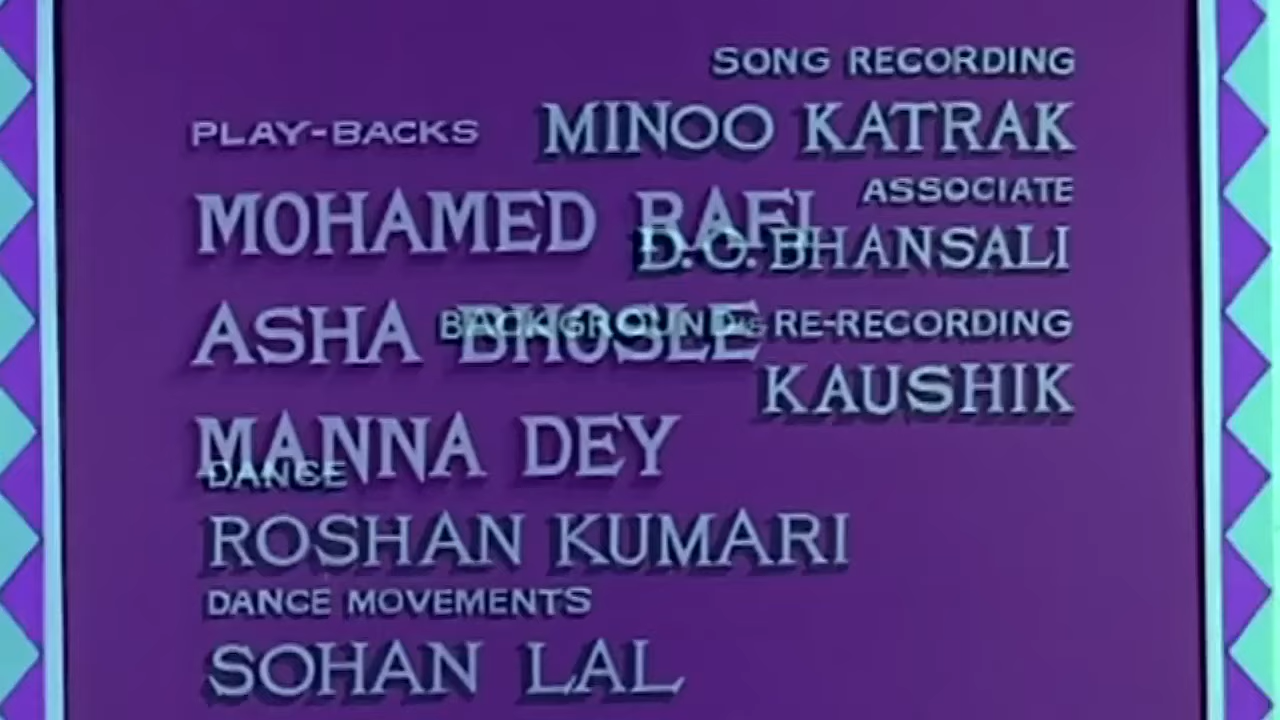 SONG RECORDING
MINOO KATRAK
ASSOCIATE
D.O. BHANSALI
BACKGROUND & RE-RECORDING
KAUSHIK
PLAY-BACKS
MOHAMED RAFI
ASHA BHOSLE
MANNA DEY
DANCE
ROSHAN KUMARI
DANCE MOVEMENTS
SOHAN LAL